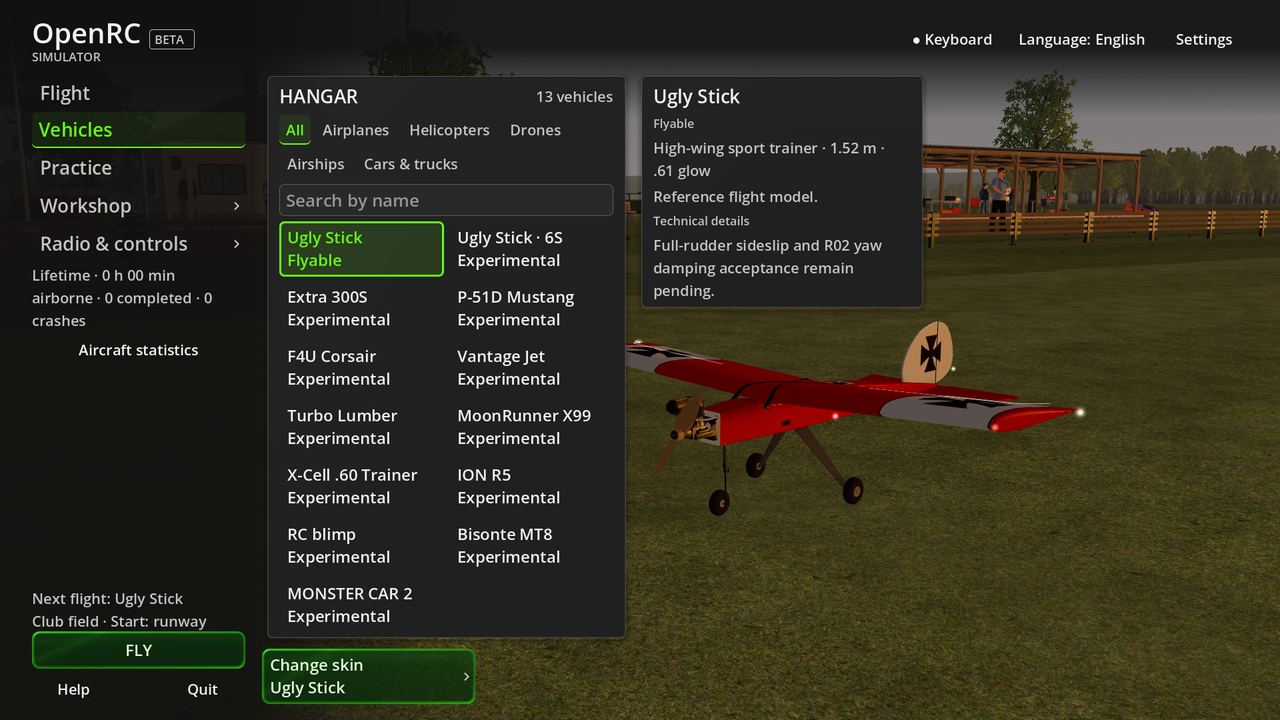 OpenRC BETA
SIMULATOR
● Keyboard
Language: English
Settings
Flight
Vehicles
Practice
Workshop
Radio & controls
Lifetime · 0 h 00 min
airborne · 0 completed · 0
crashes
Aircraft statistics
Next flight: Ugly Stick
Club field · Start: runway
FLY
Help
Quit
HANGAR
13 vehicles
All
Airplanes
Helicopters
Drones
Airships
Cars & trucks
Search by name
Ugly Stick
Flyable
Ugly Stick · 6S
Experimental
Extra 300S
Experimental
P-51D Mustang
Experimental
F4U Corsair
Experimental
Vantage Jet
Experimental
Turbo Lumber
Experimental
MoonRunner X99
Experimental
X-Cell .60 Trainer
Experimental
ION R5
Experimental
RC blimp
Experimental
Bisonte MT8
Experimental
MONSTER CAR 2
Experimental
Change skin
Ugly Stick
Ugly Stick
Flyable
High-wing sport trainer · 1.52 m ·
.61 glow
Reference flight model.
Technical details
Full-rudder sideslip and R02 yaw
damping acceptance remain
pending.